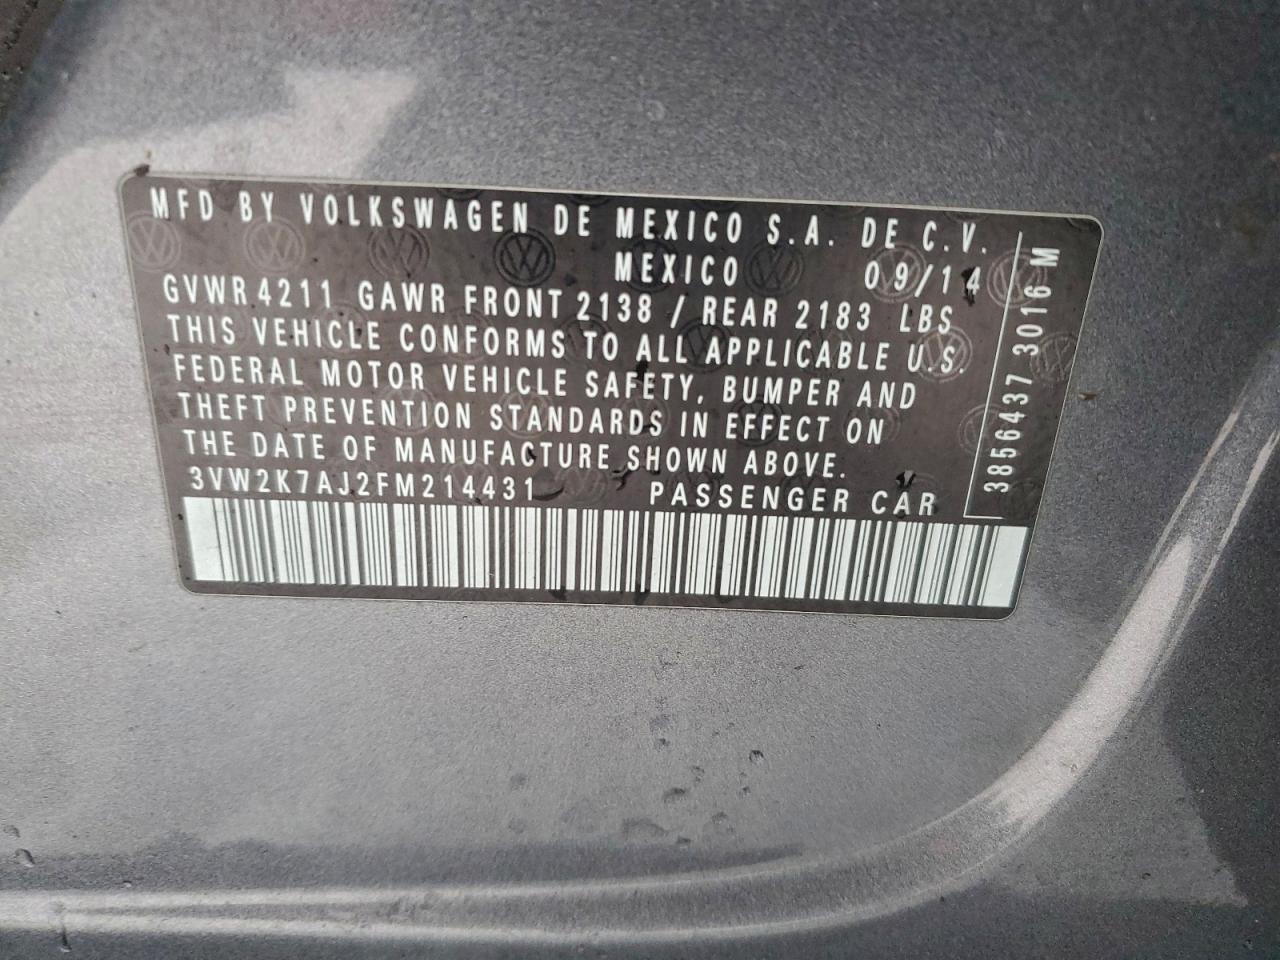 MFD BY VOLKSWAGEN DE MEXICO S.A. DE C.V.
MEXICO 09/14
GVWR 4211 GAWR FRONT 2138 / REAR 2183 LBS
THIS VEHICLE CONFORMS TO ALL APPLICABLE U.S.
FEDERAL MOTOR VEHICLE SAFETY, BUMPER AND
THEFT PREVENTION STANDARDS IN EFFECT ON
THE DATE OF MANUFACTURE SHOWN ABOVE.
3VW2K7AJ2FM214431 PASSENGER CAR
3856437 3016 M